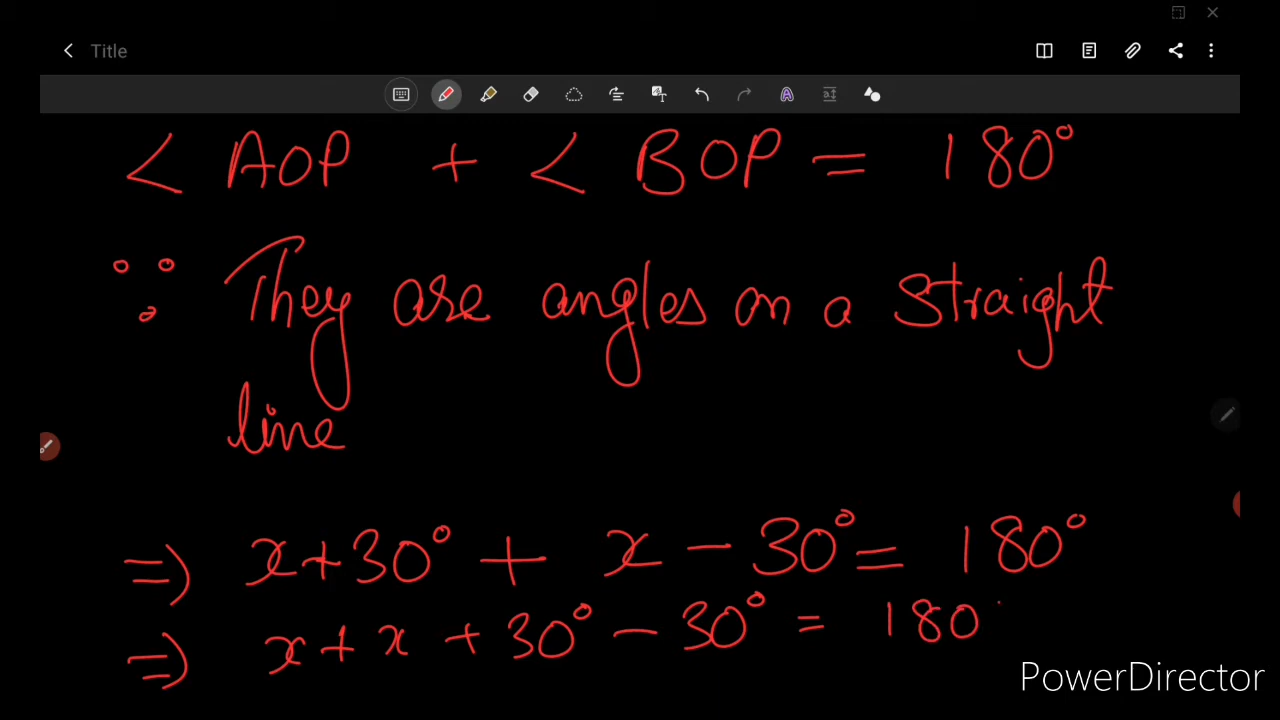 Title
< AOP + < BOP = 180°
∵ They are angles on a straight
line
⇒ x + 30° + x - 30° = 180°
⇒ x + x + 30° - 30° = 180
PowerDirector